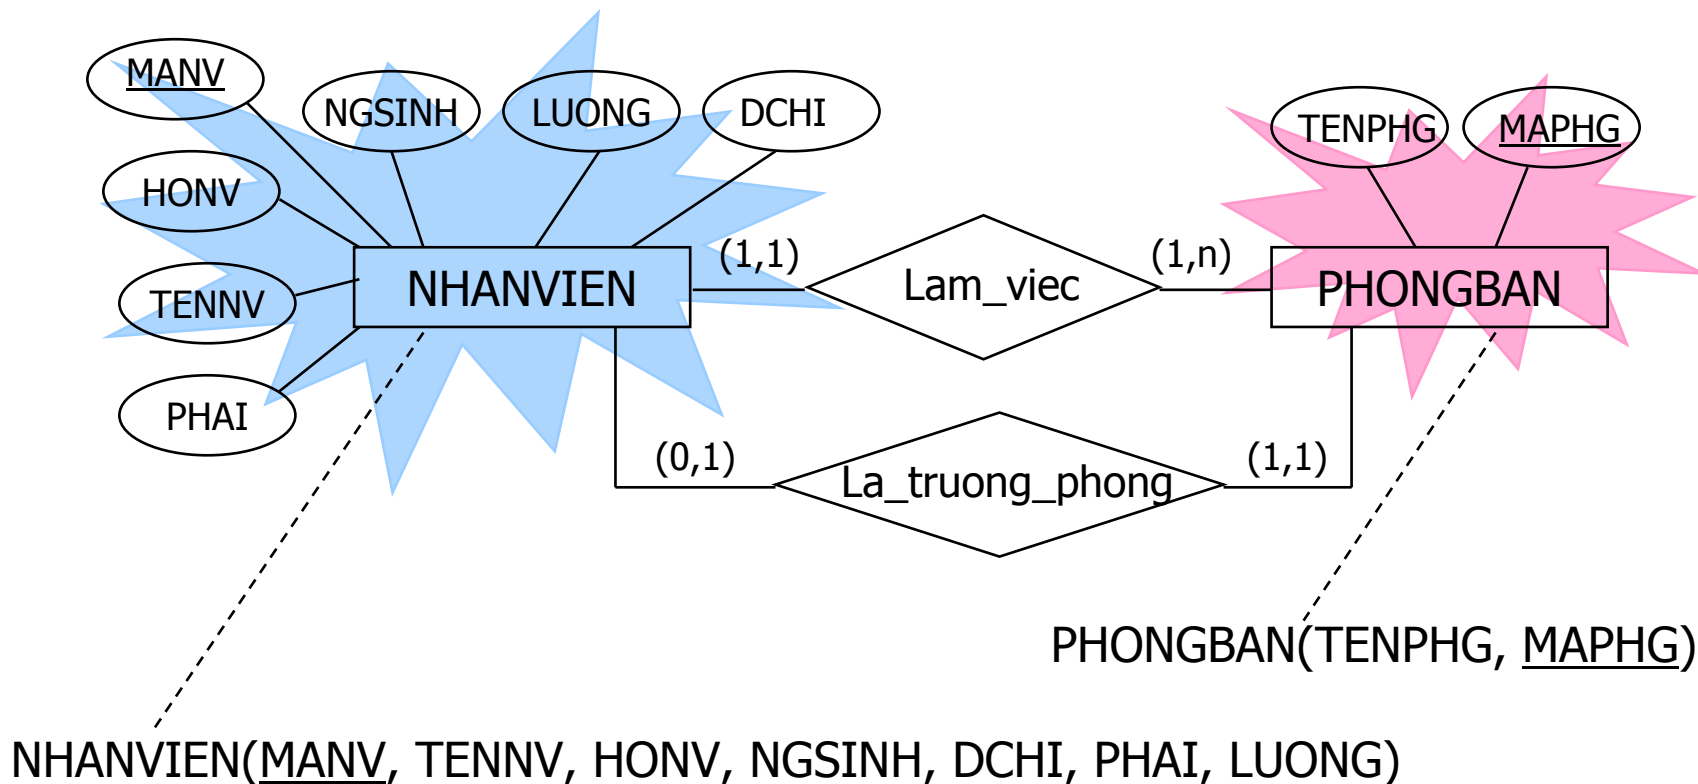 MANV
NGSINH
LUONG
DCHI
TENPHG
MAPHG
HONV
TENNV
PHAI
NHANVIEN
(1,1)
Lam_viec
(1,n)
PHONGBAN
(0,1)
La_truong_phong
(1,1)
PHONGBAN(TENPHG, MAPHG)
NHANVIEN(MANV, TENNV, HONV, NGSINH, DCHI, PHAI, LUONG)